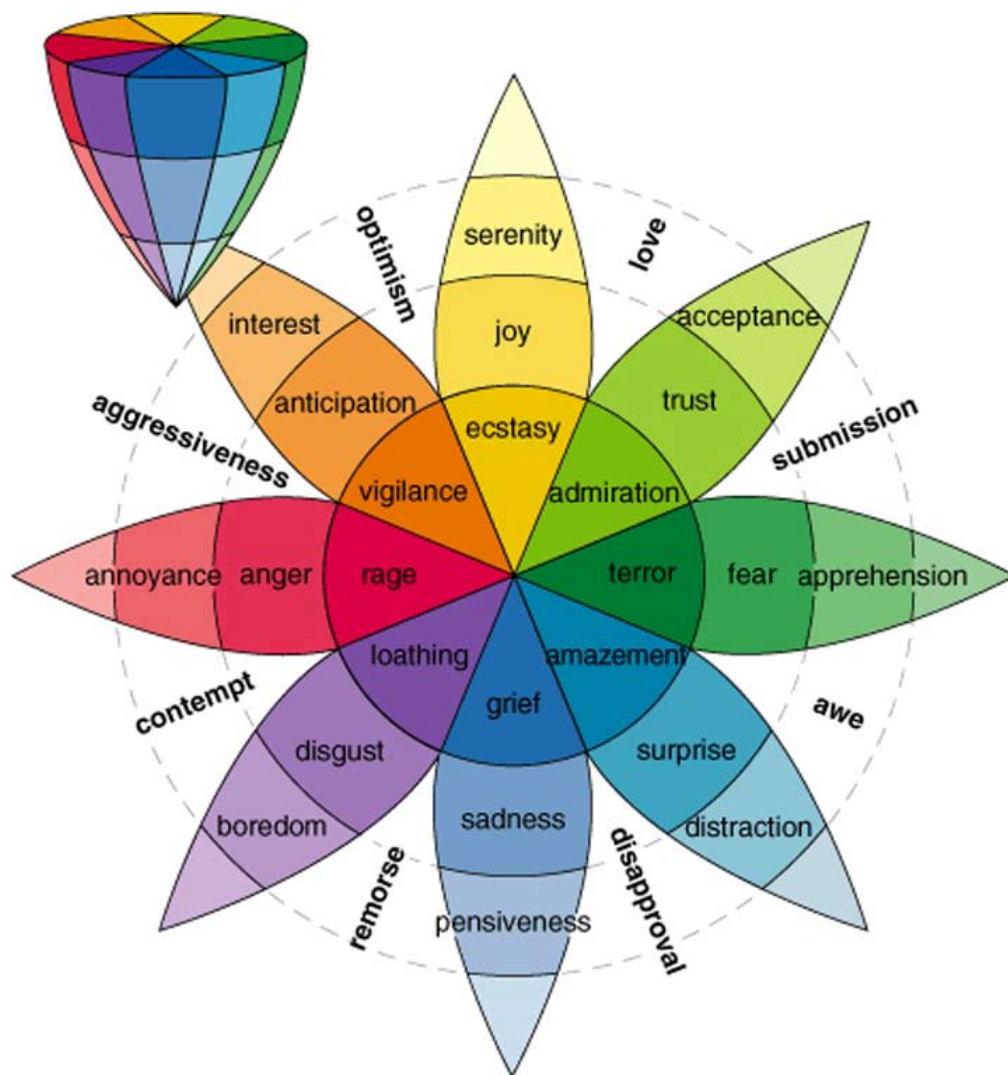 optimism
serenity
love
interest
joy
acceptance
anticipation
trust
aggressiveness
ecstasy
submission
vigilance
admiration
annoyance
anger
rage
terror
fear
apprehension
loathing
amazement
contempt
grief
awe
disgust
surprise
boredom
sadness
distraction
remorse
pensiveness
disapproval